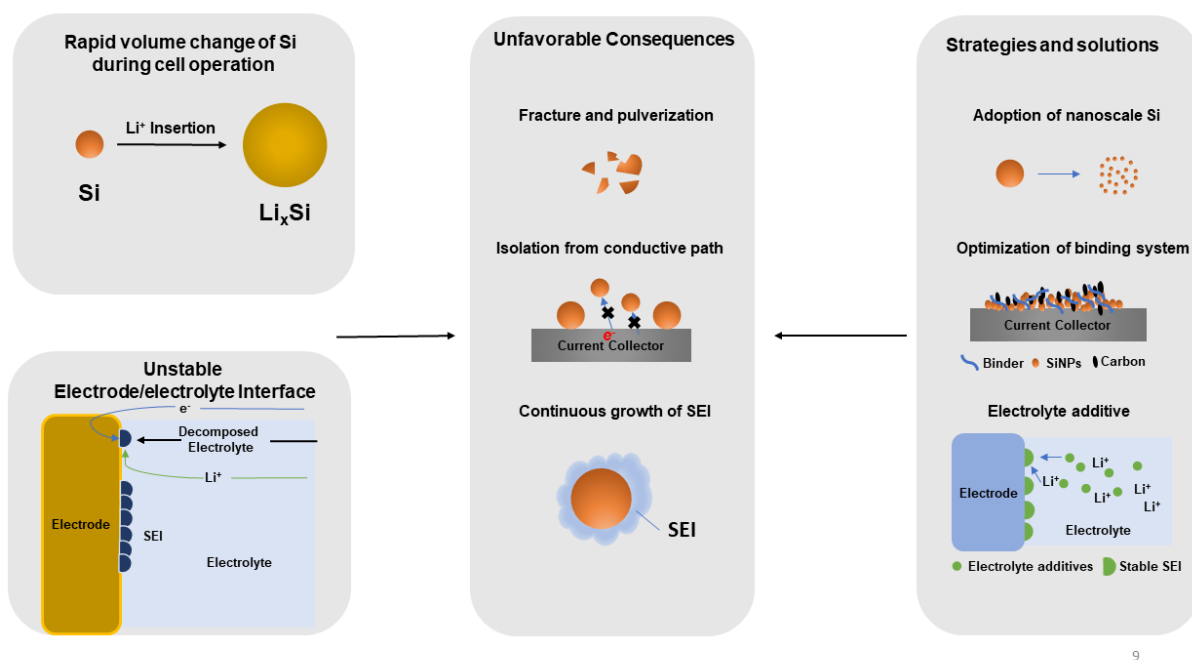 Rapid volume change of Si
during cell operation
Li⁺ Insertion
Si
LiₓSi
Unstable
Electrode/electrolyte Interface
e⁻
Decomposed
Electrolyte
Li⁺
Electrode
SEI
Electrolyte
Unfavorable Consequences
Fracture and pulverization
Isolation from conductive path
e⁻
Current Collector
Continuous growth of SEI
SEI
Strategies and solutions
Adoption of nanoscale Si
Optimization of binding system
Current Collector
Binder
SiNPs
Carbon
Electrolyte additive
Li⁺
Li⁺
Li⁺
Li⁺
Li⁺
Electrode
Electrolyte
Electrolyte additives
Stable SEI
9